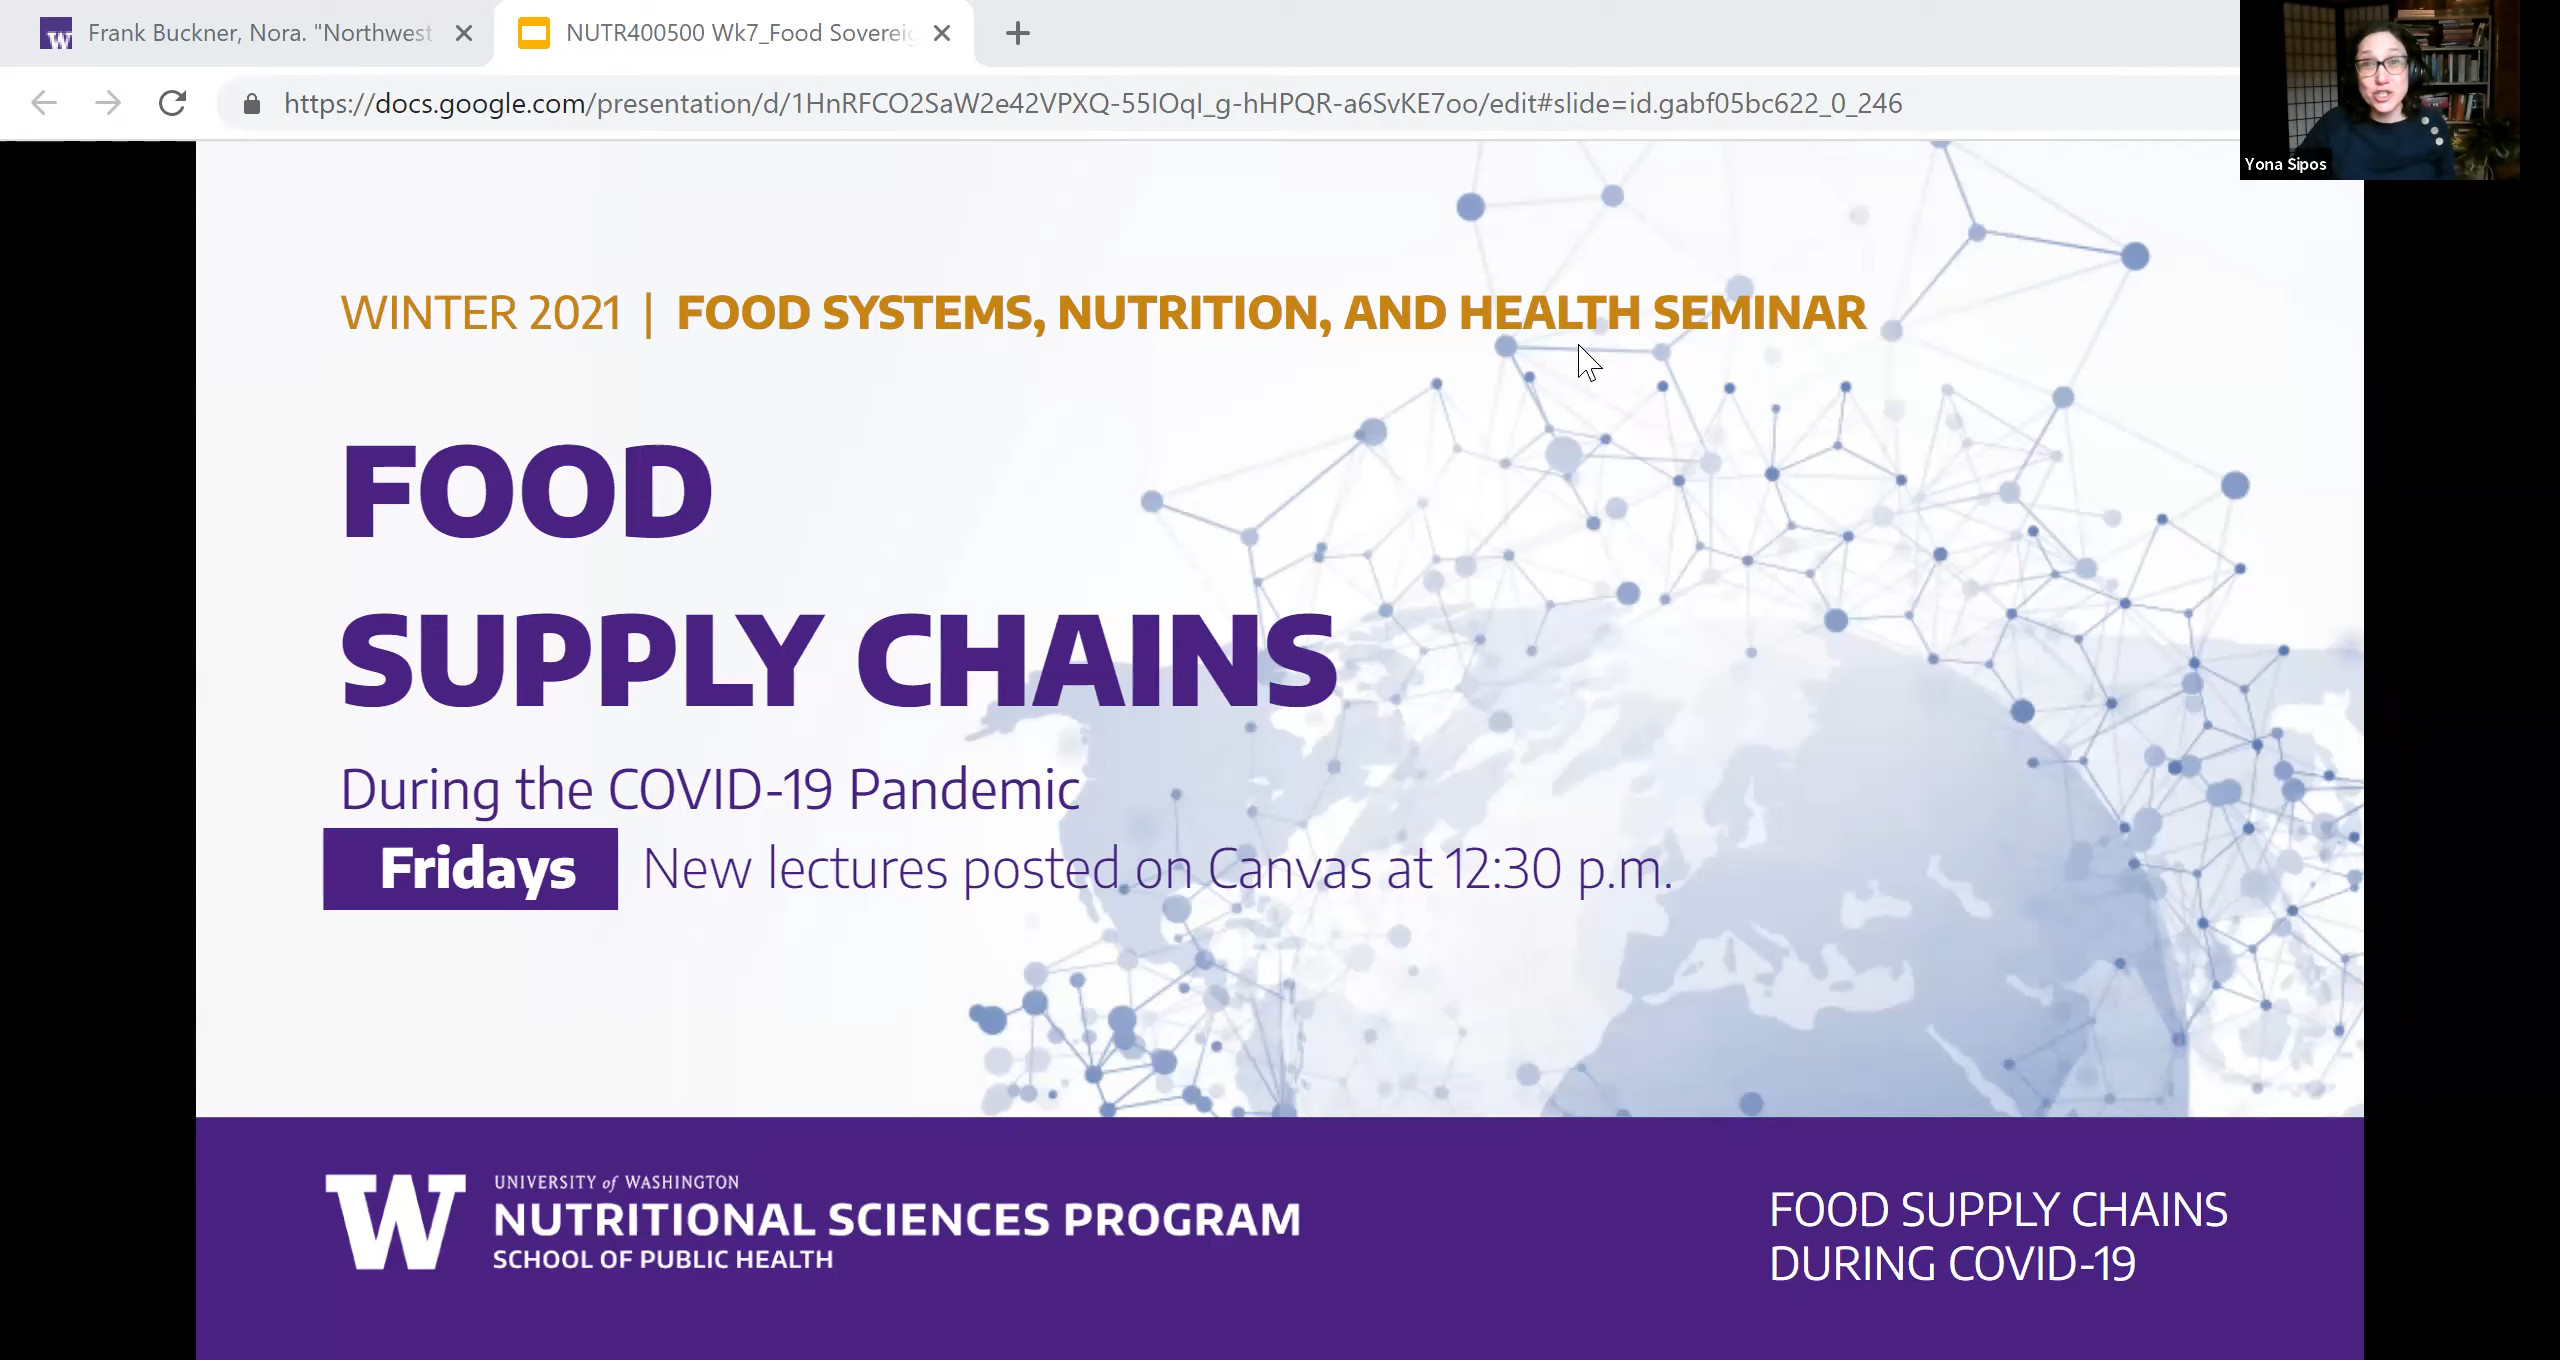 Frank Buckner, Nora. "Northwest
NUTR400500 Wk7_Food Soverei
https://docs.google.com/presentation/d/1HnRFCO2SaW2e42VPXQ-55IOqI_g-hHPQR-a6SvKE7oo/edit#slide=id.gabf05bc622_0_246
Yona Sipos
WINTER 2021 | FOOD SYSTEMS, NUTRITION, AND HEALTH SEMINAR
FOOD
SUPPLY CHAINS
During the COVID-19 Pandemic
Fridays New lectures posted on Canvas at 12:30 p.m.
W
UNIVERSITY of WASHINGTON
NUTRITIONAL SCIENCES PROGRAM
SCHOOL OF PUBLIC HEALTH
FOOD SUPPLY CHAINS
DURING COVID-19